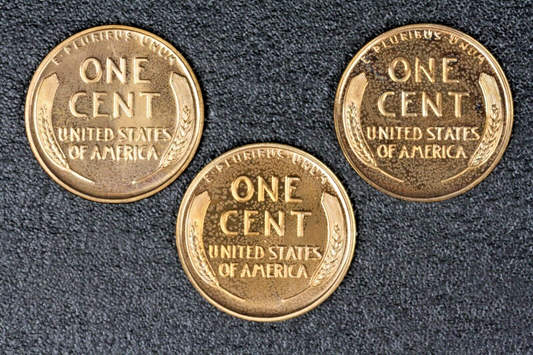 E·PLURIBUS·UNUM
ONE
CENT
UNITED STATES
OF AMERICA
E·PLURIBUS·UNUM
ONE
CENT
UNITED STATES
OF AMERICA
E·PLURIBUS·UNUM
ONE
CENT
UNITED STATES
OF AMERICA